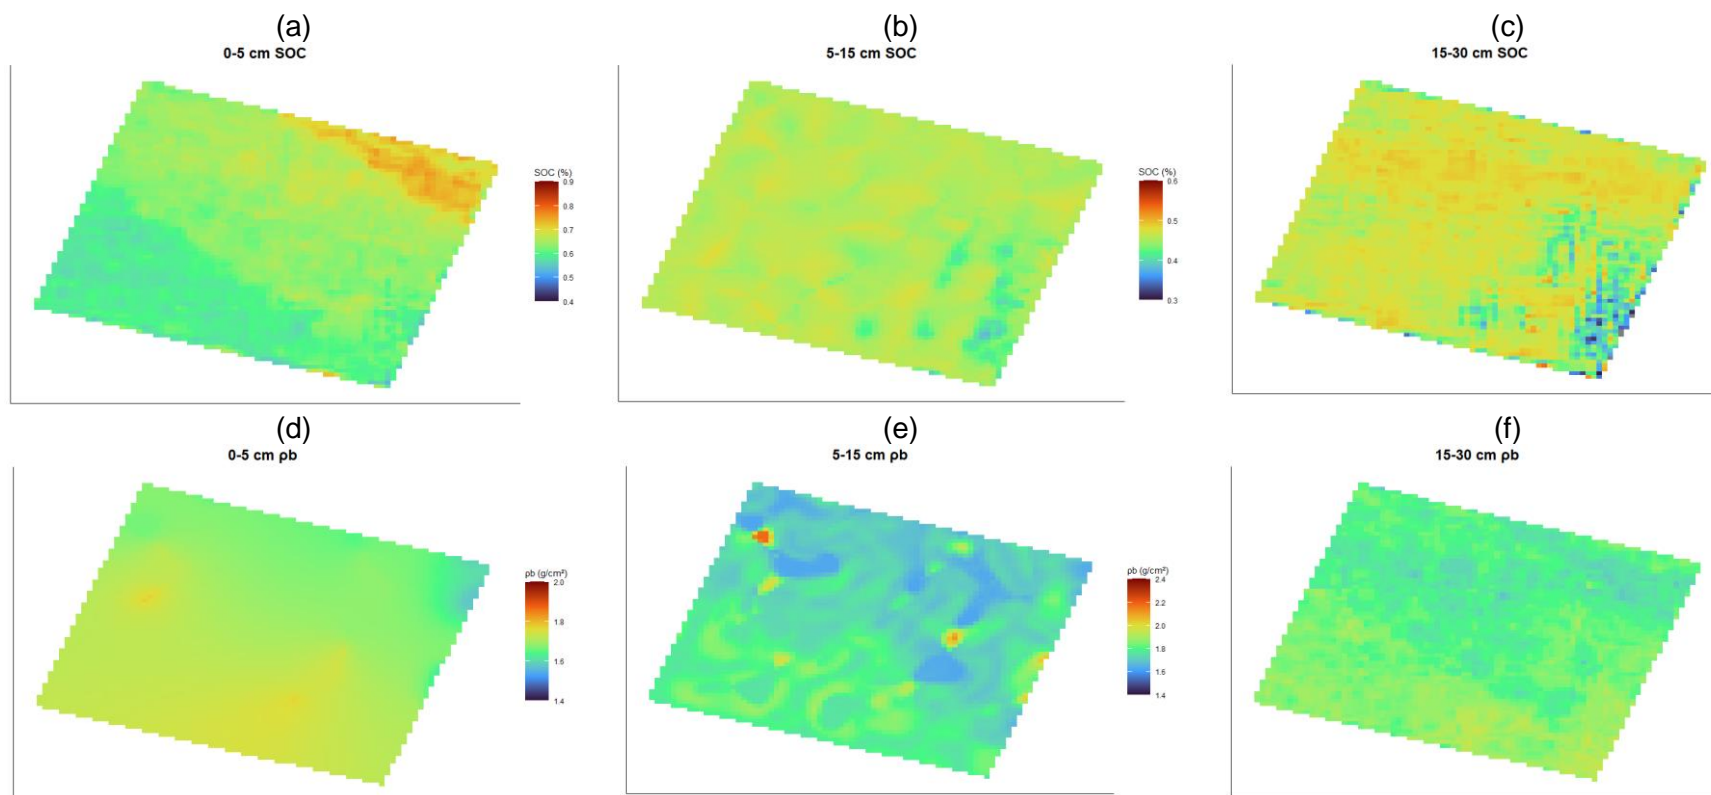 (a)
0-5 cm SOC
(b)
5-15 cm SOC
(c)
15-30 cm SOC
SOC (%)
0.9
0.8
0.7
0.6
0.5
0.4
SOC (%)
0.6
0.5
0.4
0.3
(d)
0-5 cm ρb
(e)
5-15 cm ρb
(f)
15-30 cm ρb
ρb (g/cm²)
2.0
1.8
1.6
1.4
ρb (g/cm²)
2.4
2.2
2.0
1.8
1.6
1.4